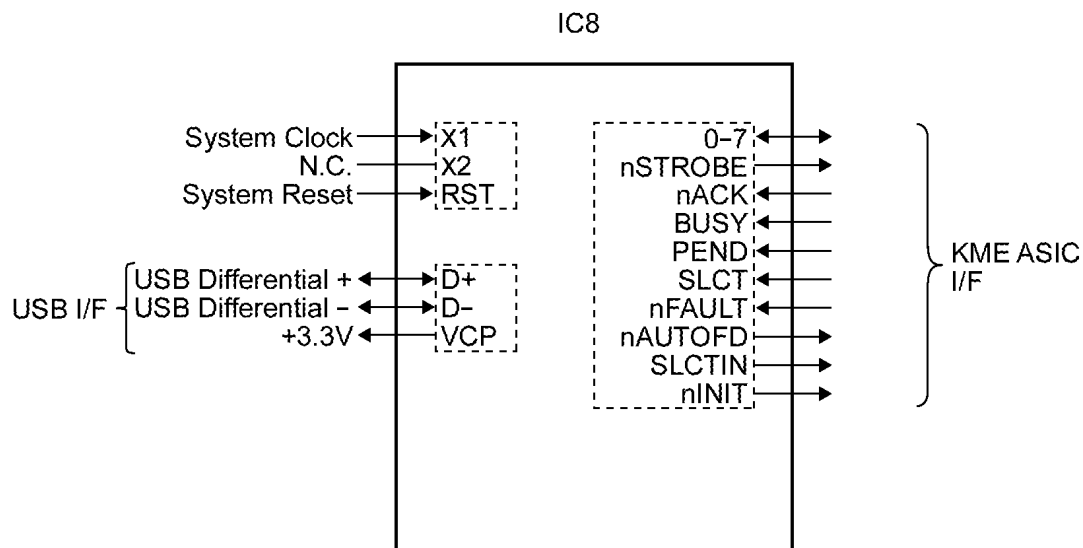 IC8
System Clock X1
N.C. X2
System Reset RST
USB I/F
USB Differential + D+
USB Differential – D–
+3.3V VCP
0–7
nSTROBE
nACK
BUSY
PEND
SLCT
nFAULT
nAUTOFD
SLCTIN
nINIT
KME ASIC
I/F